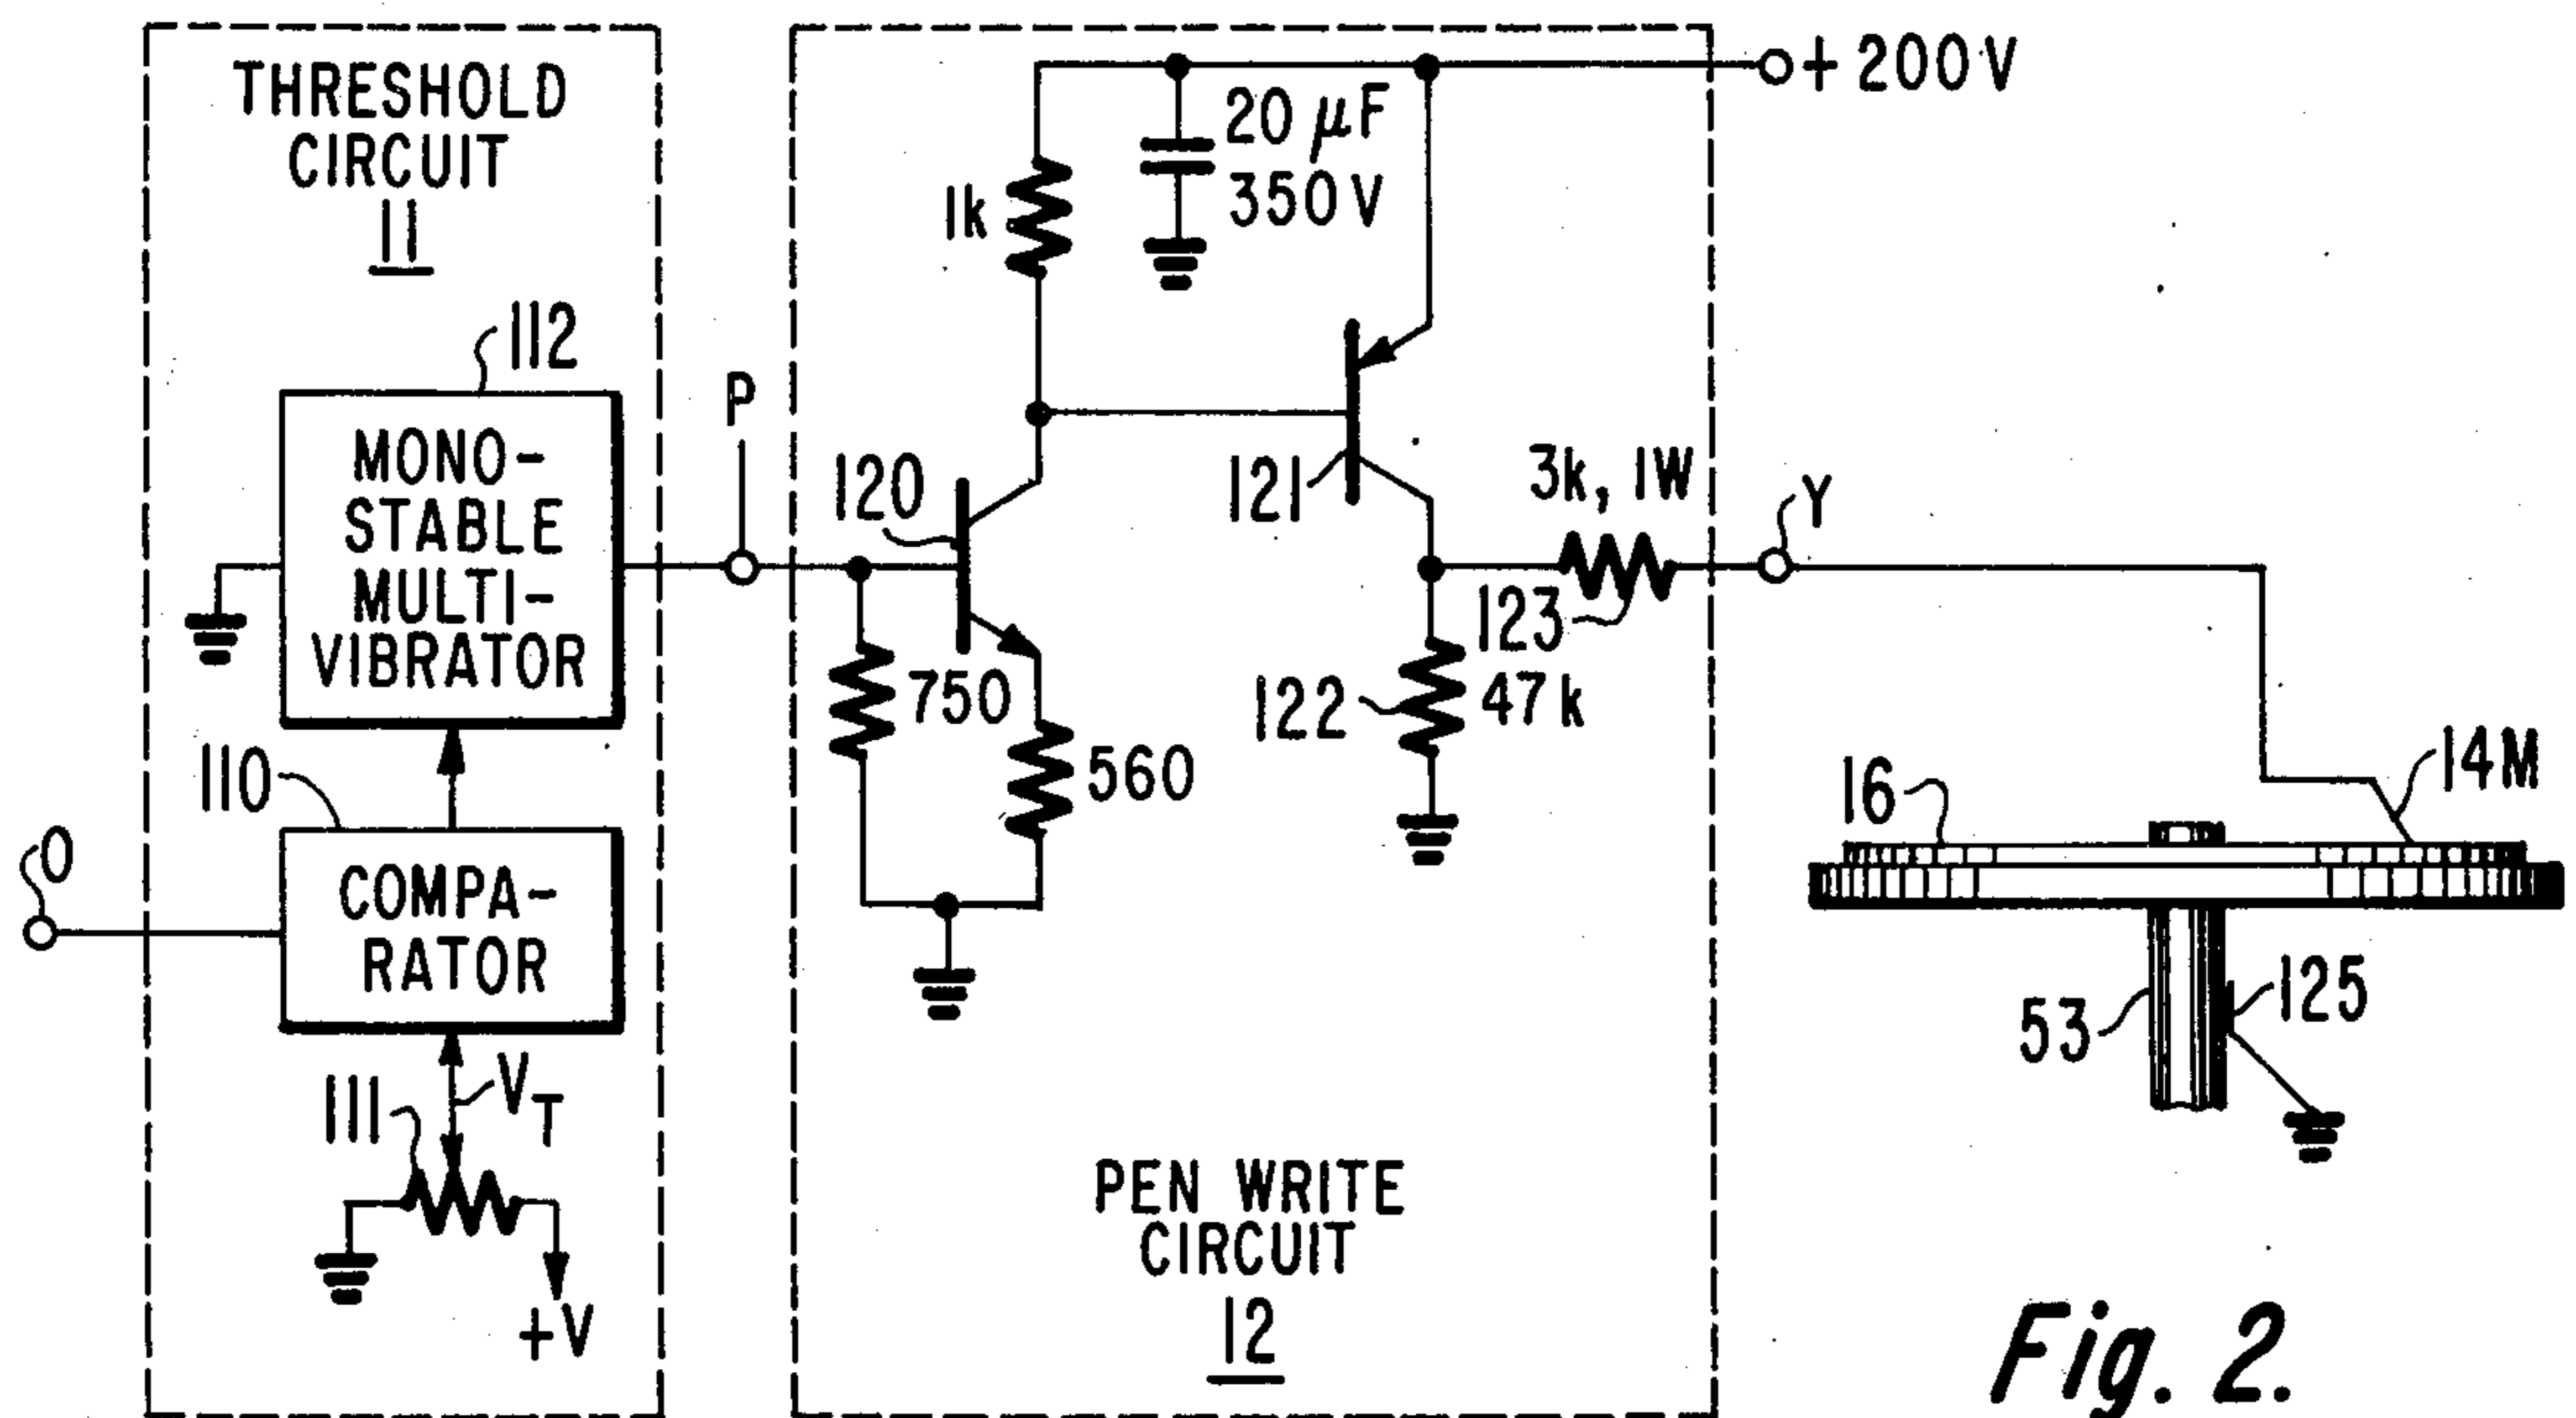 THRESHOLD
CIRCUIT
11
112
MONO-
STABLE
MULTI-
VIBRATOR
110
O
COMPA-
RATOR
111
VT
+V
P
+ 200V
20 µF
350V
1k
120
121
3k, 1W
Y
123
750
560
122
47k
PEN WRITE
CIRCUIT
12
16
14M
53
125
Fig. 2.